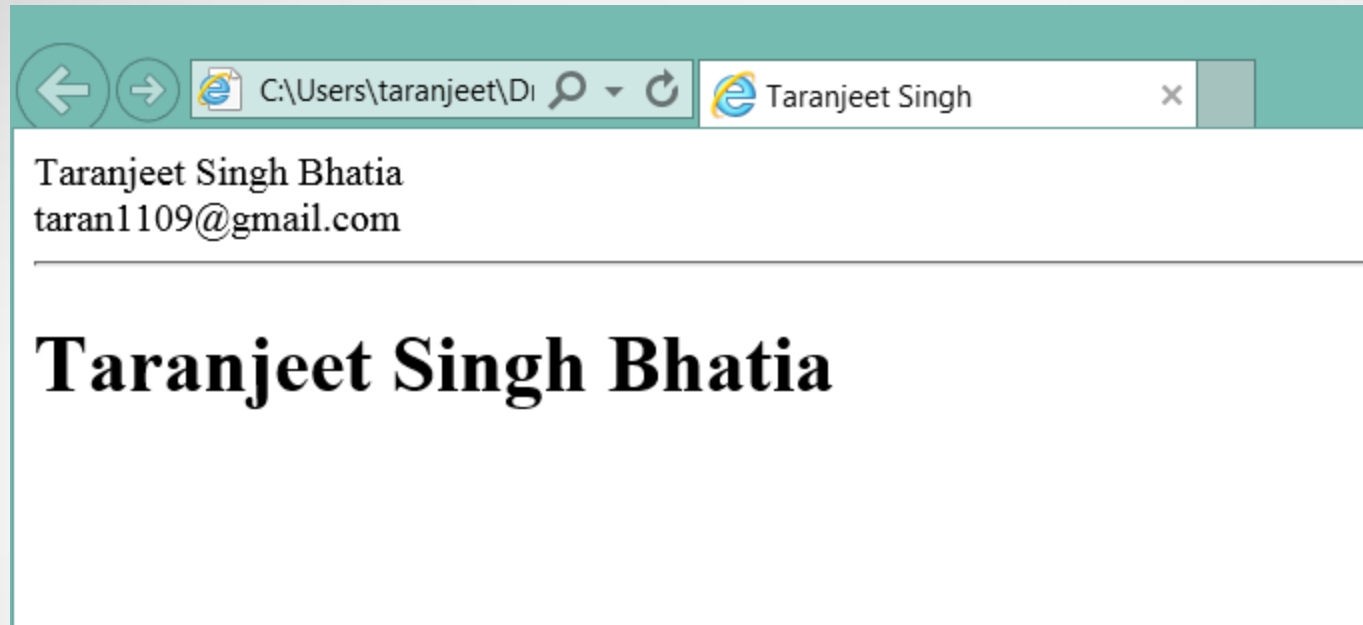 C:\Users\taranjeet\
Taranjeet Singh
Taranjeet Singh Bhatia
taran1109@gmail.com
Taranjeet Singh Bhatia